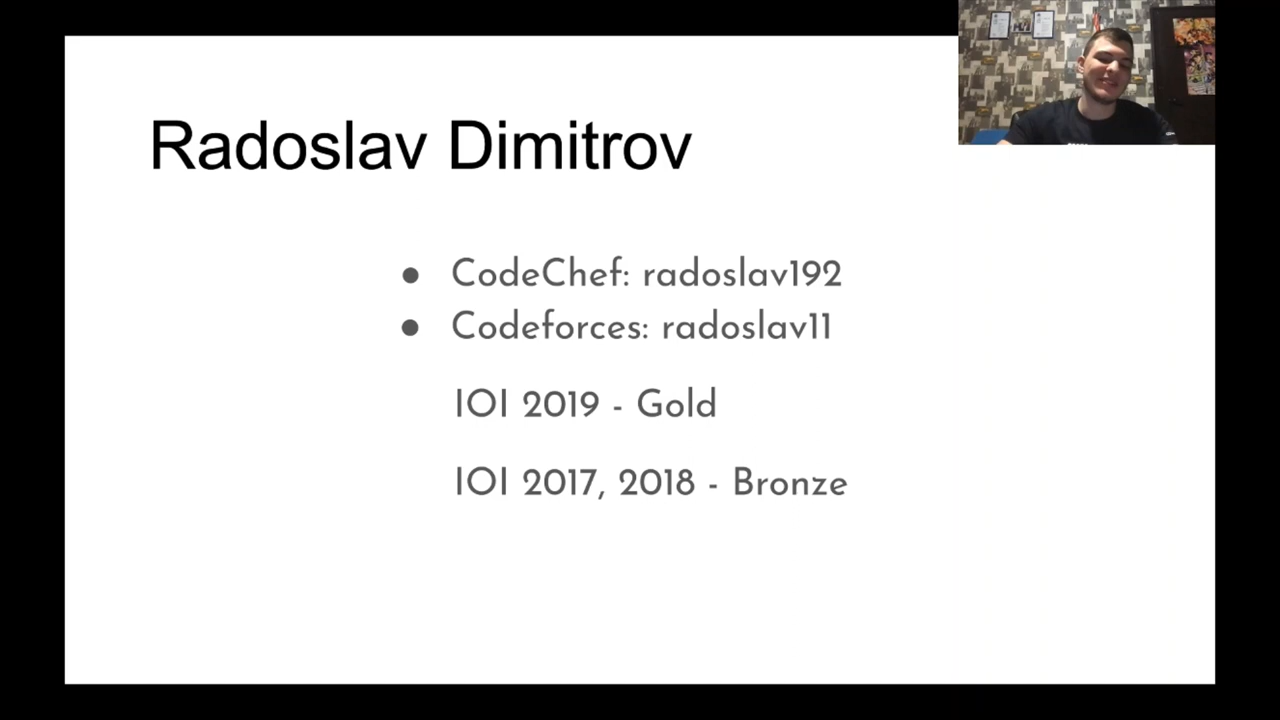 Radoslav Dimitrov
● CodeChef: radoslav192
● Codeforces: radoslav11
IOI 2019 - Gold
IOI 2017, 2018 - Bronze